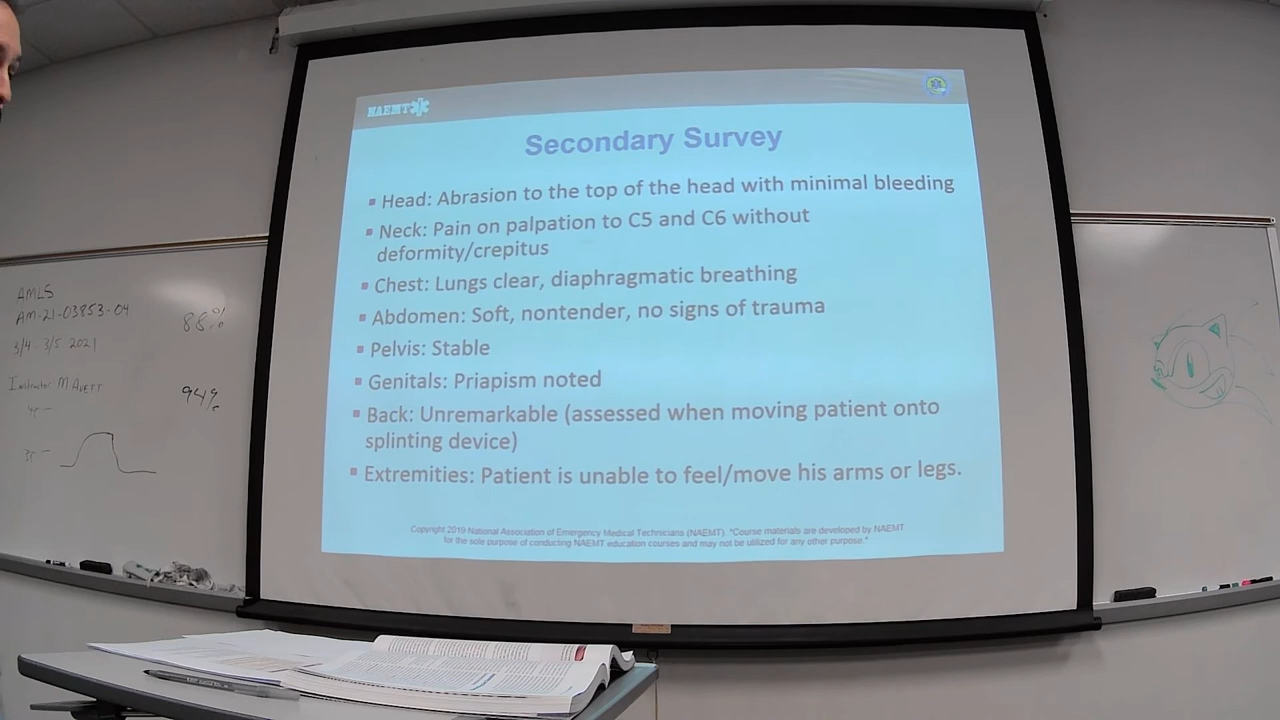 NAEMT
Secondary Survey
▪ Head: Abrasion to the top of the head with minimal bleeding
▪ Neck: Pain on palpation to C5 and C6 without
deformity/crepitus
▪ Chest: Lungs clear, diaphragmatic breathing
▪ Abdomen: Soft, nontender, no signs of trauma
▪ Pelvis: Stable
▪ Genitals: Priapism noted
▪ Back: Unremarkable (assessed when moving patient onto
splinting device)
▪ Extremities: Patient is unable to feel/move his arms or legs.
Copyright 2019 National Association of Emergency Medical Technicians (NAEMT). "Course materials are developed by NAEMT
for the sole purpose of conducting NAEMT education courses and may not be utilized for any other purpose."
AMLS
AM-21-03853-04
3/4 - 3/5 2021
Instructor M Avett
88%
94%